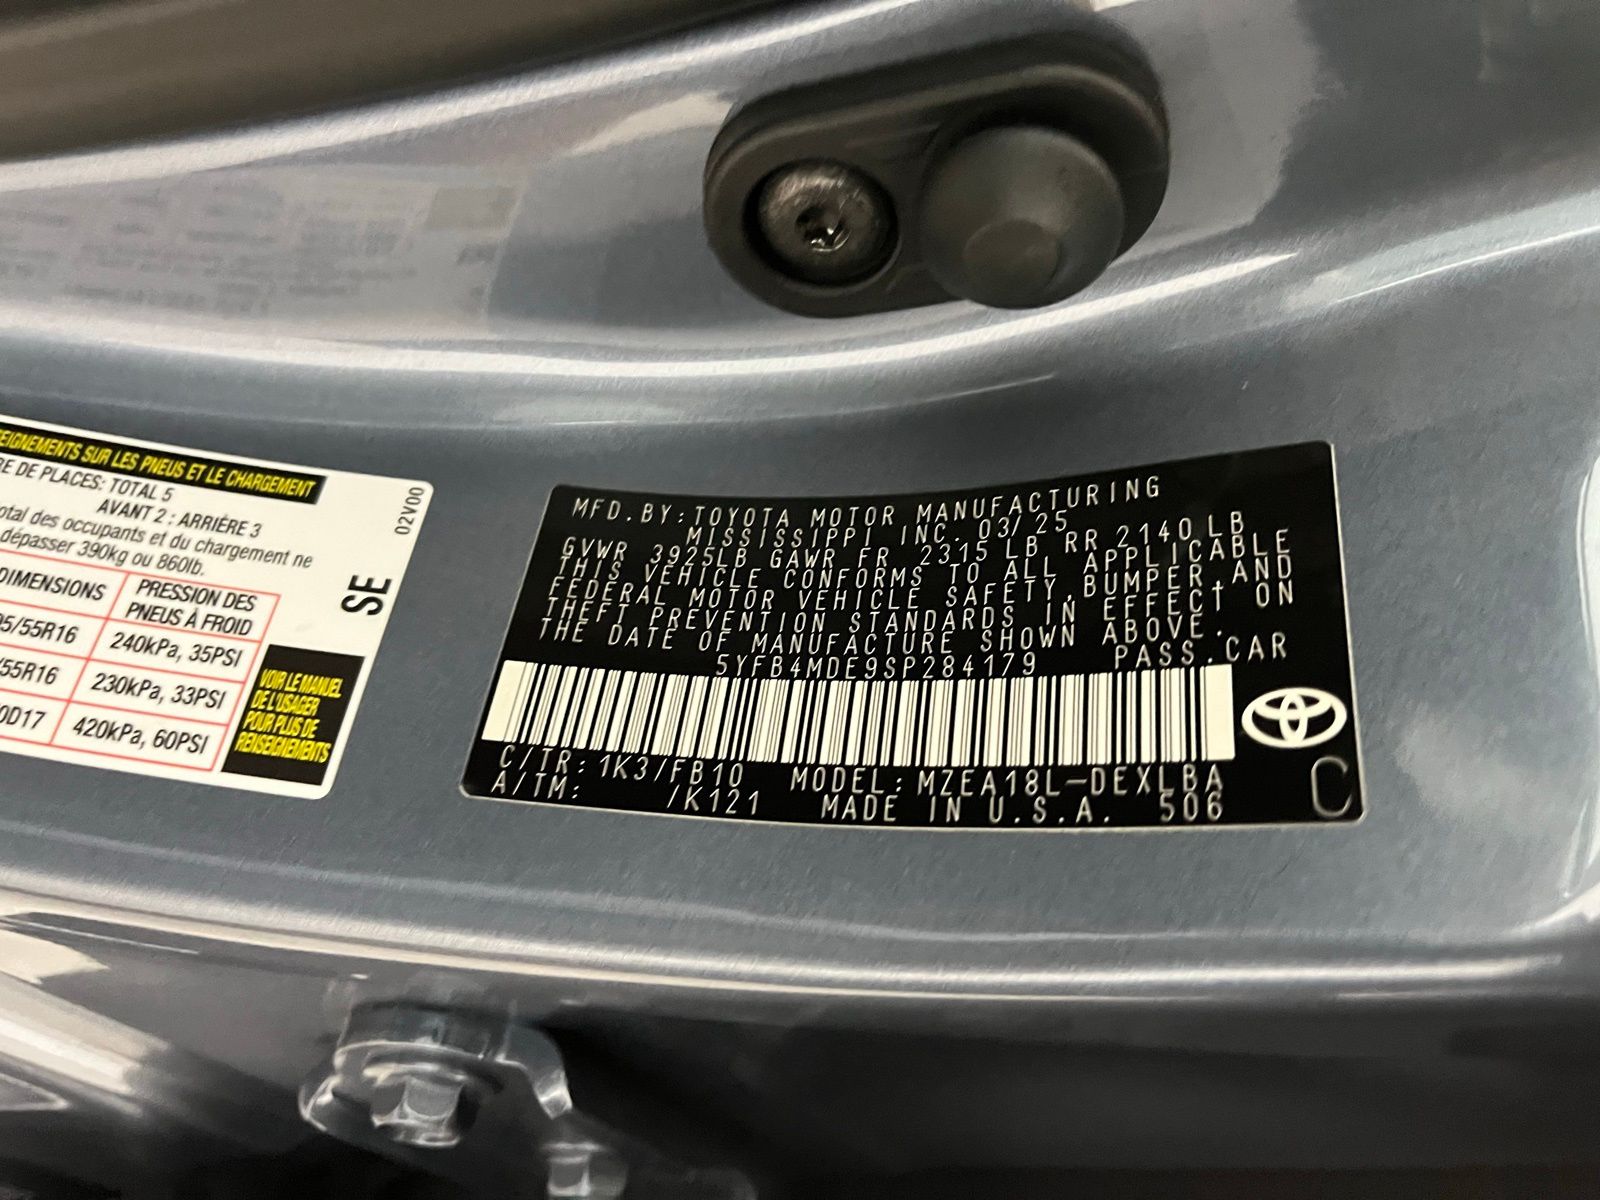 EIGNEMENTS SUR LES PNEUS ET LE CHARGEMENT
RE DE PLACES: TOTAL 5
AVANT 2 : ARRIÈRE 3
otal des occupants et du chargement ne
dépasser 390kg ou 860lb.
DIMENSIONS PRESSION DES PNEUS À FROID
05/55R16 240kPa, 35PSI
/55R16 230kPa, 33PSI
0D17 420kPa, 60PSI
VOIR LE MANUEL
DE L'USAGER
POUR PLUS DE
RENSEIGNEMENTS
02V00
SE
MFD.BY:TOYOTA MOTOR MANUFACTURING
MISSISSIPPI INC. 03/25
GVWR 3925LB GAWR FR 2315 LB RR 2140LB
THIS VEHICLE CONFORMS TO ALL APPLICABLE
FEDERAL MOTOR VEHICLE SAFETY,BUMPER,AND
THEFT PREVENTION STANDARDS IN EFFECT ON
THE DATE OF MANUFACTURE SHOWN ABOVE.
5YFB4MDE9SP284179 PASS.CAR
C/TR:1K3/FB10 MODEL:MZEA18L-DEXLBA
A/TM: /K121 MADE IN U.S.A. 506
C